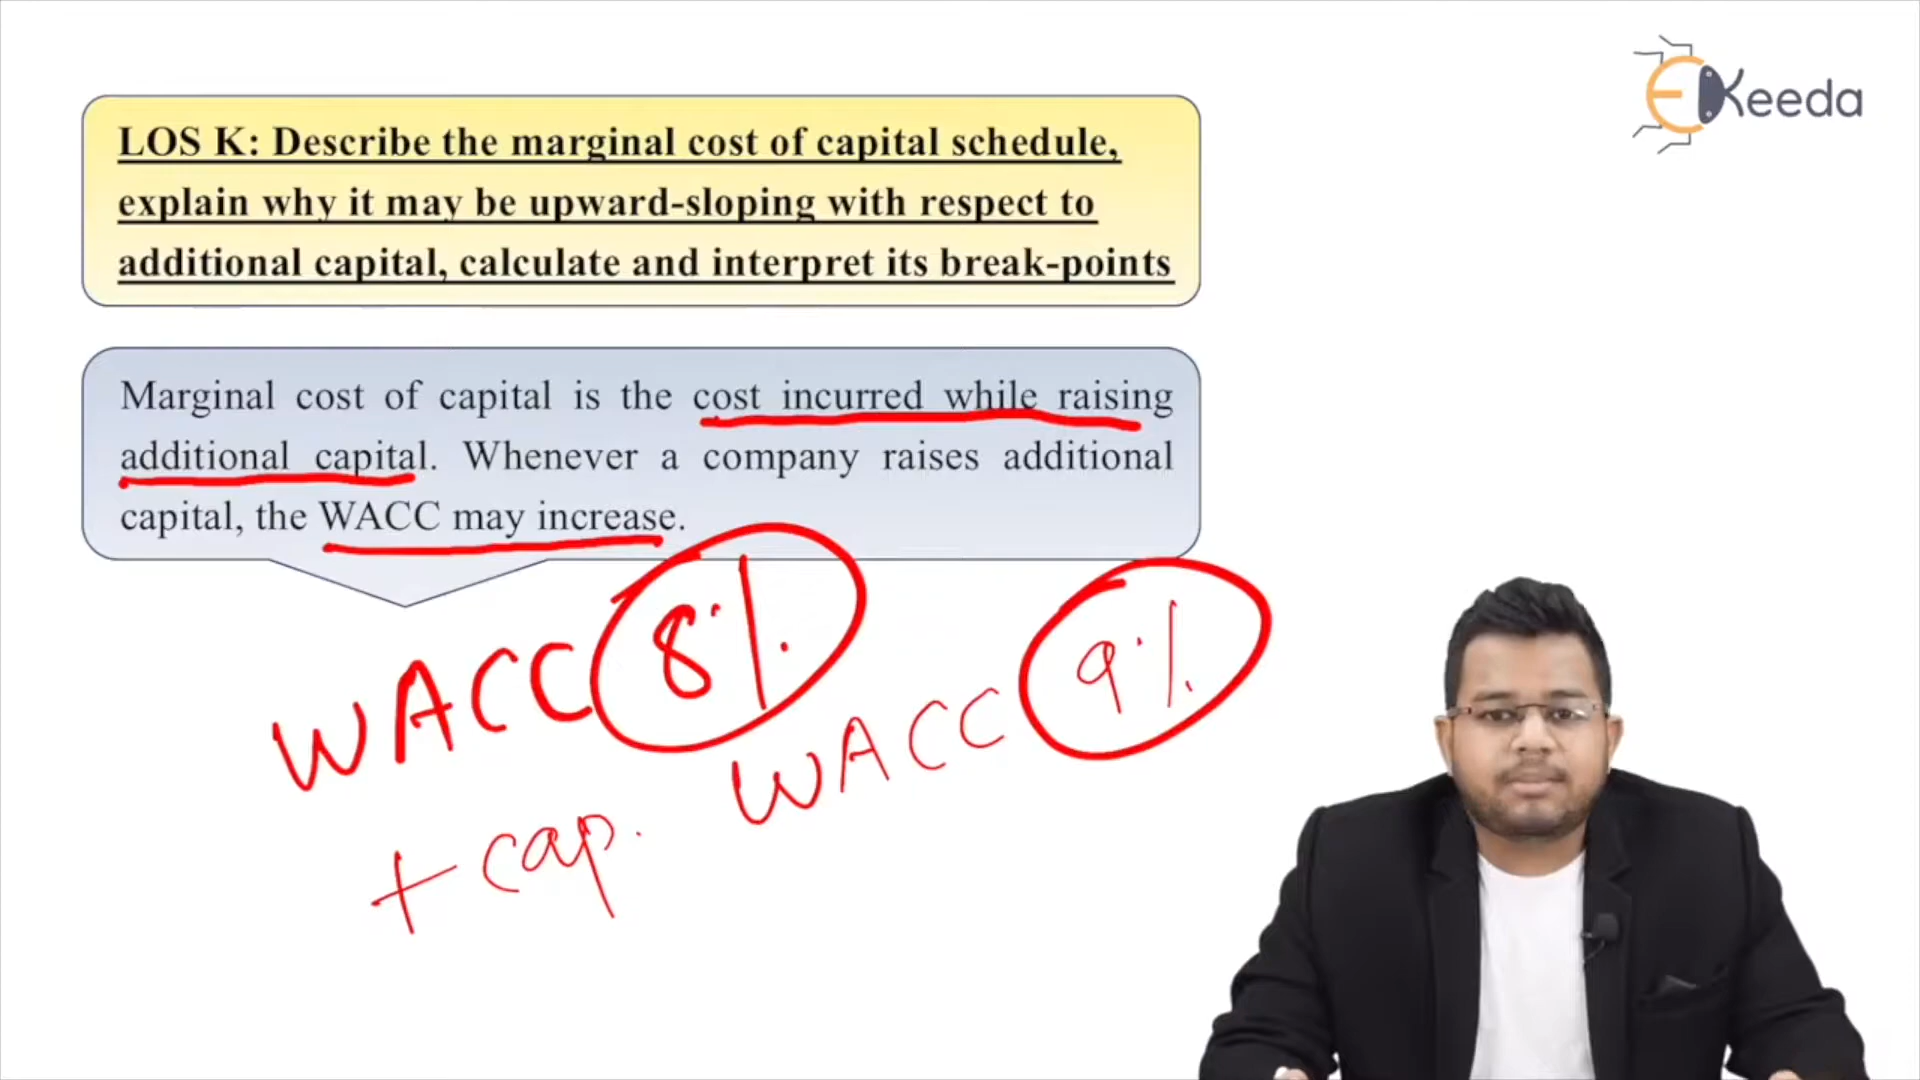 EKeeda
LOS K: Describe the marginal cost of capital schedule,
explain why it may be upward-sloping with respect to
additional capital, calculate and interpret its break-points
Marginal cost of capital is the cost incurred while raising
additional capital. Whenever a company raises additional
capital, the WACC may increase.
WACC 8%
WACC 9%
+ cap.